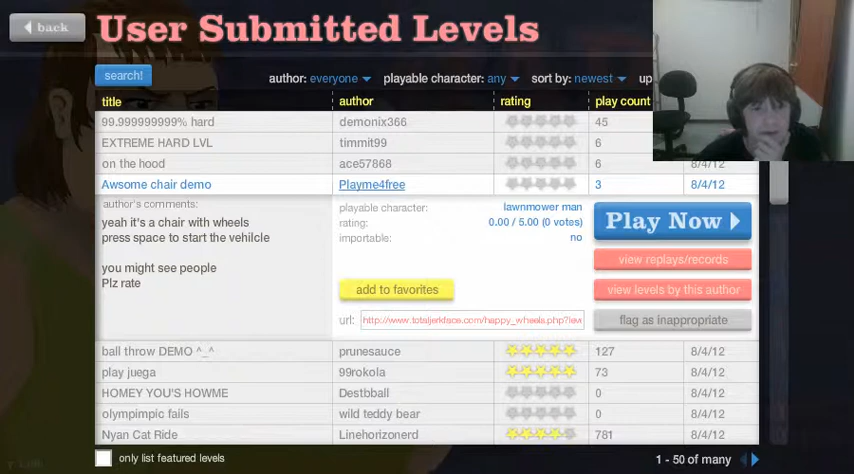 back
User Submitted Levels
search!
author: everyone playable character: any sort by: newest up
title author rating play count
99.999999999% hard demonix366 45
EXTREME HARD LVL timmit99 6
on the hood ace57868 6 8/4/12
Awsome chair demo Playme4free 3 8/4/12
author's comments:
yeah it's a chair with wheels
press space to start the vehilcle
you might see people
Plz rate
playable character: lawnmower man
rating: 0.00 / 5.00 (0 votes)
importable: no
add to favorites
url: http://www.totaljerkface.com/happy_wheels.php?lev
Play Now
view replays/records
view levels by this author
flag as inappropriate
ball throw DEMO ^_^ prunesauce 127 8/4/12
play juega 99rokola 73 8/4/12
HOMEY YOU'S HOWME Destbball 0 8/4/12
olympimpic fails wild teddy bear 0 8/4/12
Nyan Cat Ride Linehorizonerd 781 8/4/12
only list featured levels
1 - 50 of many